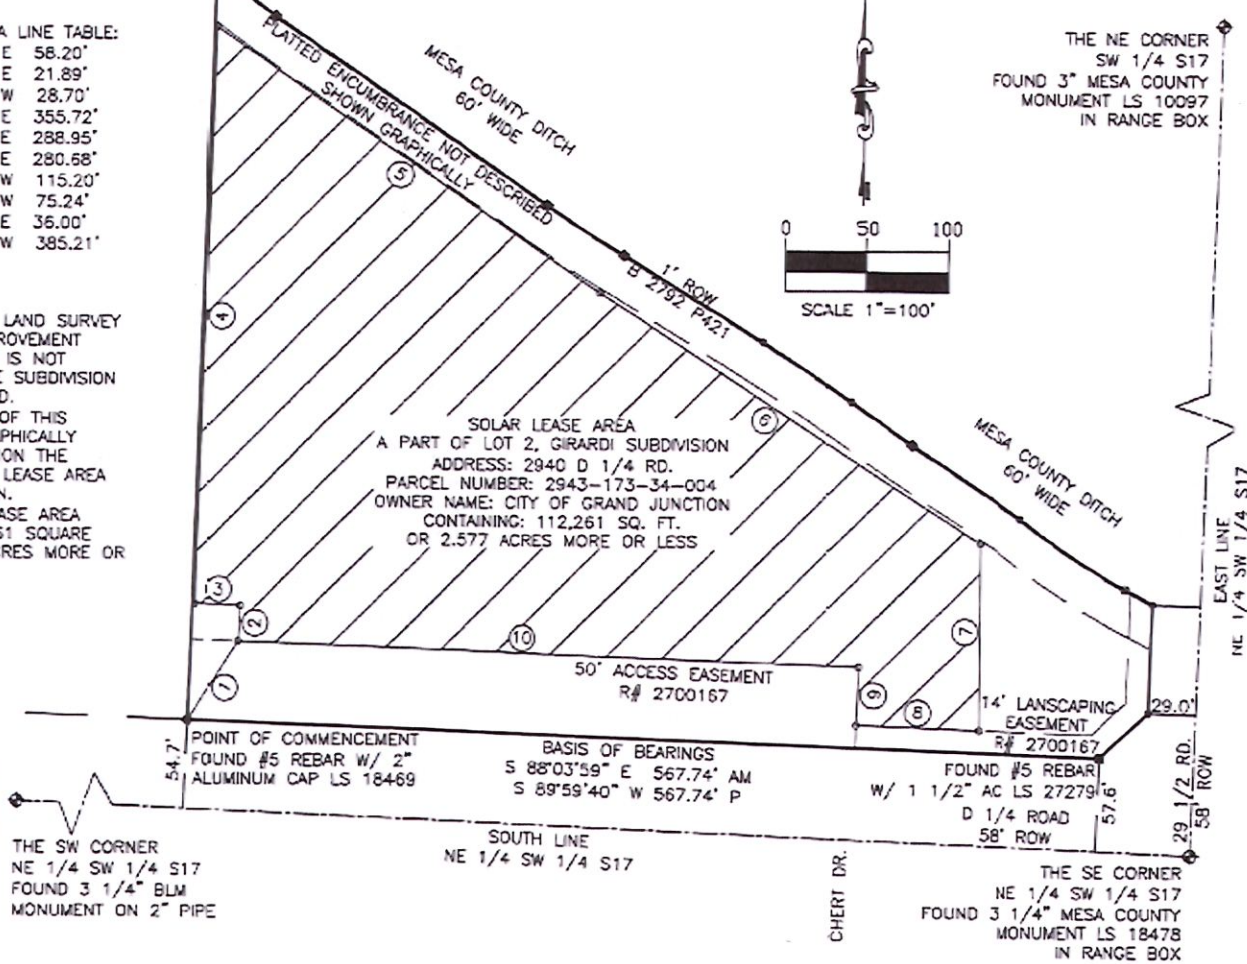 A LINE TABLE:
E 58.20'
E 21.89'
W 28.70'
E 355.72'
E 288.95'
E 280.68'
W 115.20'
W 75.24'
E 36.00'
W 385.21'
LAND SURVEY
ROVEMENT
IS NOT
E SUBDIVISION
D.
OF THIS
PHICALLY
ON THE
LEASE AREA
N.
ASE AREA
61 SQUARE
CRES MORE OR
PLATTED ENCUMBRANCE NOT DESCRIBED
SHOWN GRAPHICALLY
MESA COUNTY DITCH
60' WIDE
1' ROW
B 2792 P421
0 50 100
SCALE 1"=100'
THE NE CORNER
SW 1/4 S17
FOUND 3" MESA COUNTY
MONUMENT LS 10097
IN RANGE BOX
MESA COUNTY DITCH
60' WIDE
EAST LINE
NE 1/4 SW 1/4 S17
5
4
6
SOLAR LEASE AREA
A PART OF LOT 2, GIRARDI SUBDIVISION
ADDRESS: 2940 D 1/4 RD.
PARCEL NUMBER: 2943-173-34-004
OWNER NAME: CITY OF GRAND JUNCTION
CONTAINING: 112,261 SQ. FT.
OR 2.577 ACRES MORE OR LESS
3
2
10
7
1
9
8
50' ACCESS EASEMENT
R# 2700167
14' LANSCAPING
EASEMENT
R# 2700167
29.0'
54.7'
POINT OF COMMENCEMENT
FOUND #5 REBAR W/ 2"
ALUMINUM CAP LS 18469
BASIS OF BEARINGS
S 88°03'59" E 567.74' AM
S 89°59'40" W 567.74' P
FOUND #5 REBAR
W/ 1 1/2" AC LS 27279
57.6'
D 1/4 ROAD
58' ROW
29 1/2 RD.
58' ROW
SOUTH LINE
NE 1/4 SW 1/4 S17
CHERT DR.
THE SW CORNER
NE 1/4 SW 1/4 S17
FOUND 3 1/4" BLM
MONUMENT ON 2" PIPE
THE SE CORNER
NE 1/4 SW 1/4 S17
FOUND 3 1/4" MESA COUNTY
MONUMENT LS 18478
IN RANGE BOX